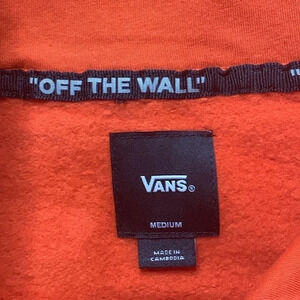 "OFF THE WALL" "
VANS®
MEDIUM
MADE IN
CAMBODIA